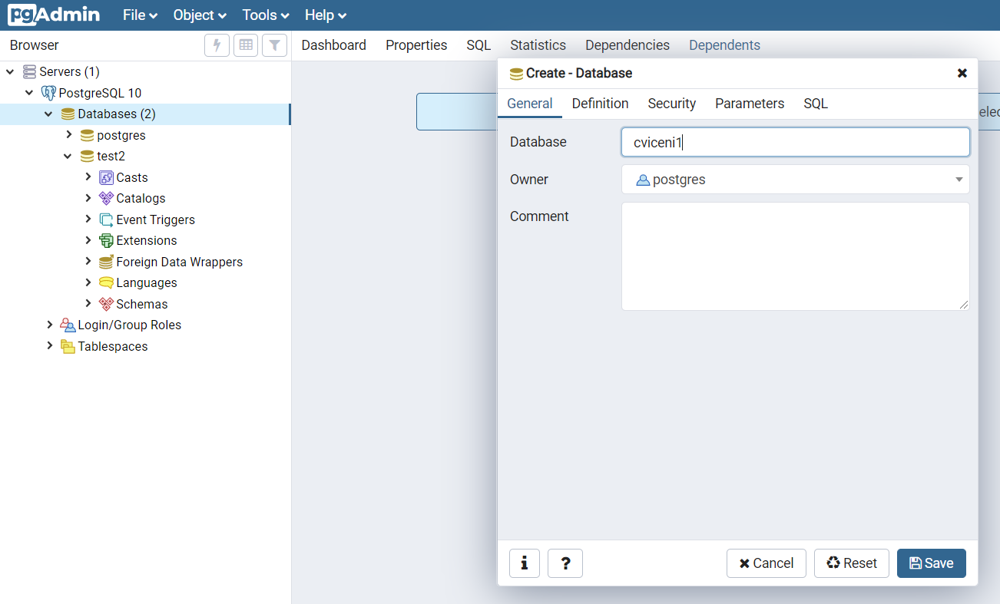 pgAdmin File Object Tools Help
Browser
Dashboard Properties SQL Statistics Dependencies Dependents
Servers (1)
PostgreSQL 10
Databases (2)
postgres
test2
Casts
Catalogs
Event Triggers
Extensions
Foreign Data Wrappers
Languages
Schemas
Login/Group Roles
Tablespaces
Create - Database
General Definition Security Parameters SQL
Database cviceni1
Owner postgres
Comment
i ? Cancel Reset Save